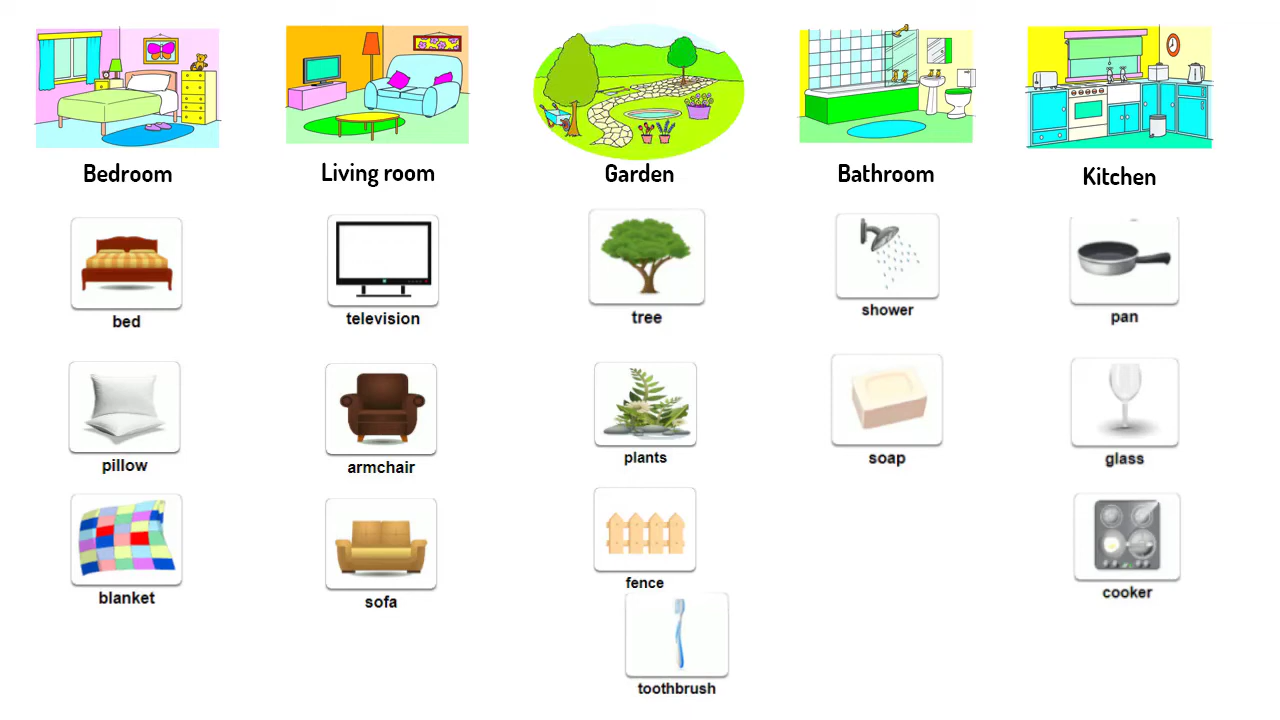 Bedroom
Living room
Garden
Bathroom
Kitchen
bed
television
tree
shower
pan
pillow
armchair
plants
soap
glass
blanket
sofa
fence
cooker
toothbrush